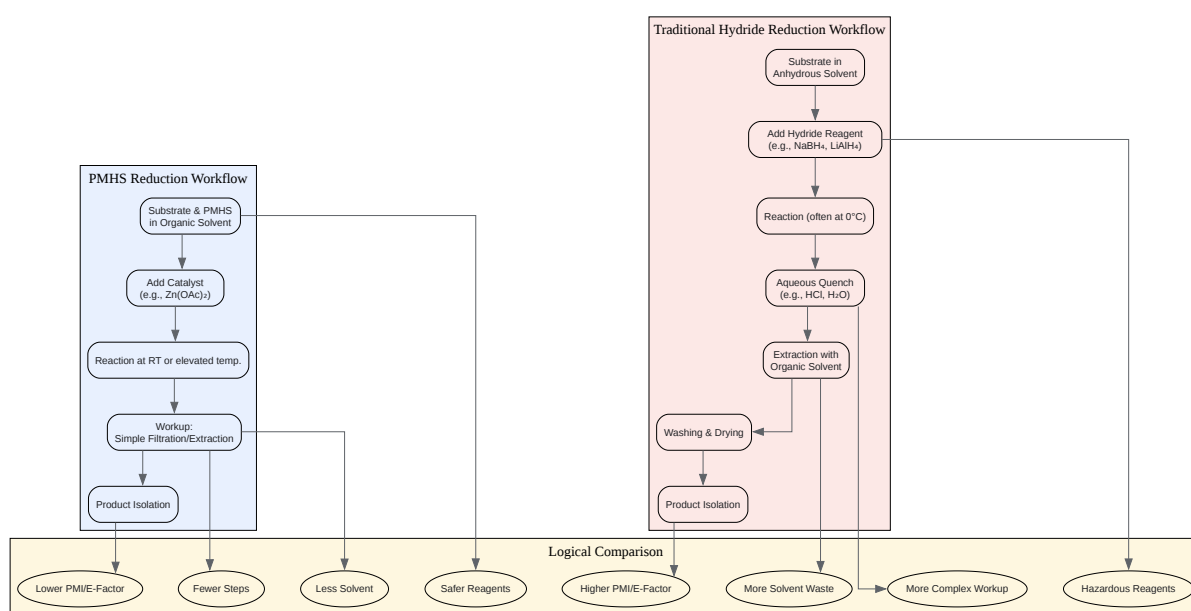 Traditional Hydride Reduction Workflow
Substrate in
Anhydrous Solvent
Add Hydride Reagent
(e.g., NaBH₄, LiAlH₄)
Reaction (often at 0°C)
Aqueous Quench
(e.g., HCl, H₂O)
Extraction with
Organic Solvent
Washing & Drying
Product Isolation
PMHS Reduction Workflow
Substrate & PMHS
in Organic Solvent
Add Catalyst
(e.g., Zn(OAc)₂)
Reaction at RT or elevated temp.
Workup:
Simple Filtration/Extraction
Product Isolation
Logical Comparison
Lower PMI/E-Factor
Fewer Steps
Less Solvent
Safer Reagents
Higher PMI/E-Factor
More Solvent Waste
More Complex Workup
Hazardous Reagents